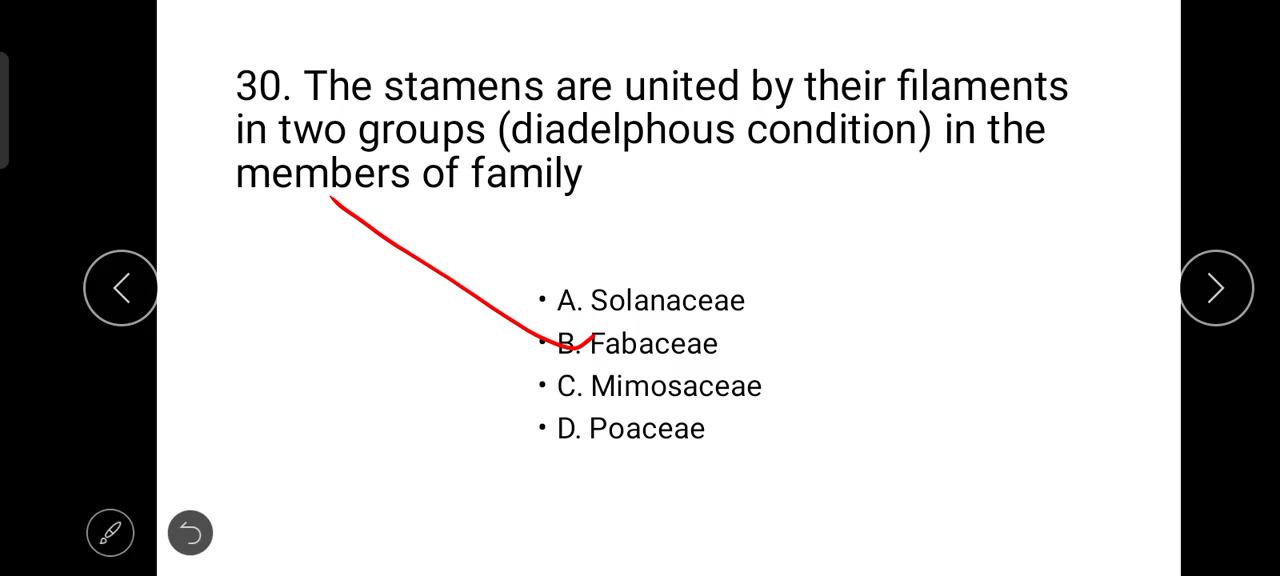 30. The stamens are united by their filaments
in two groups (diadelphous condition) in the
members of family
• A. Solanaceae
• B. Fabaceae
• C. Mimosaceae
• D. Poaceae